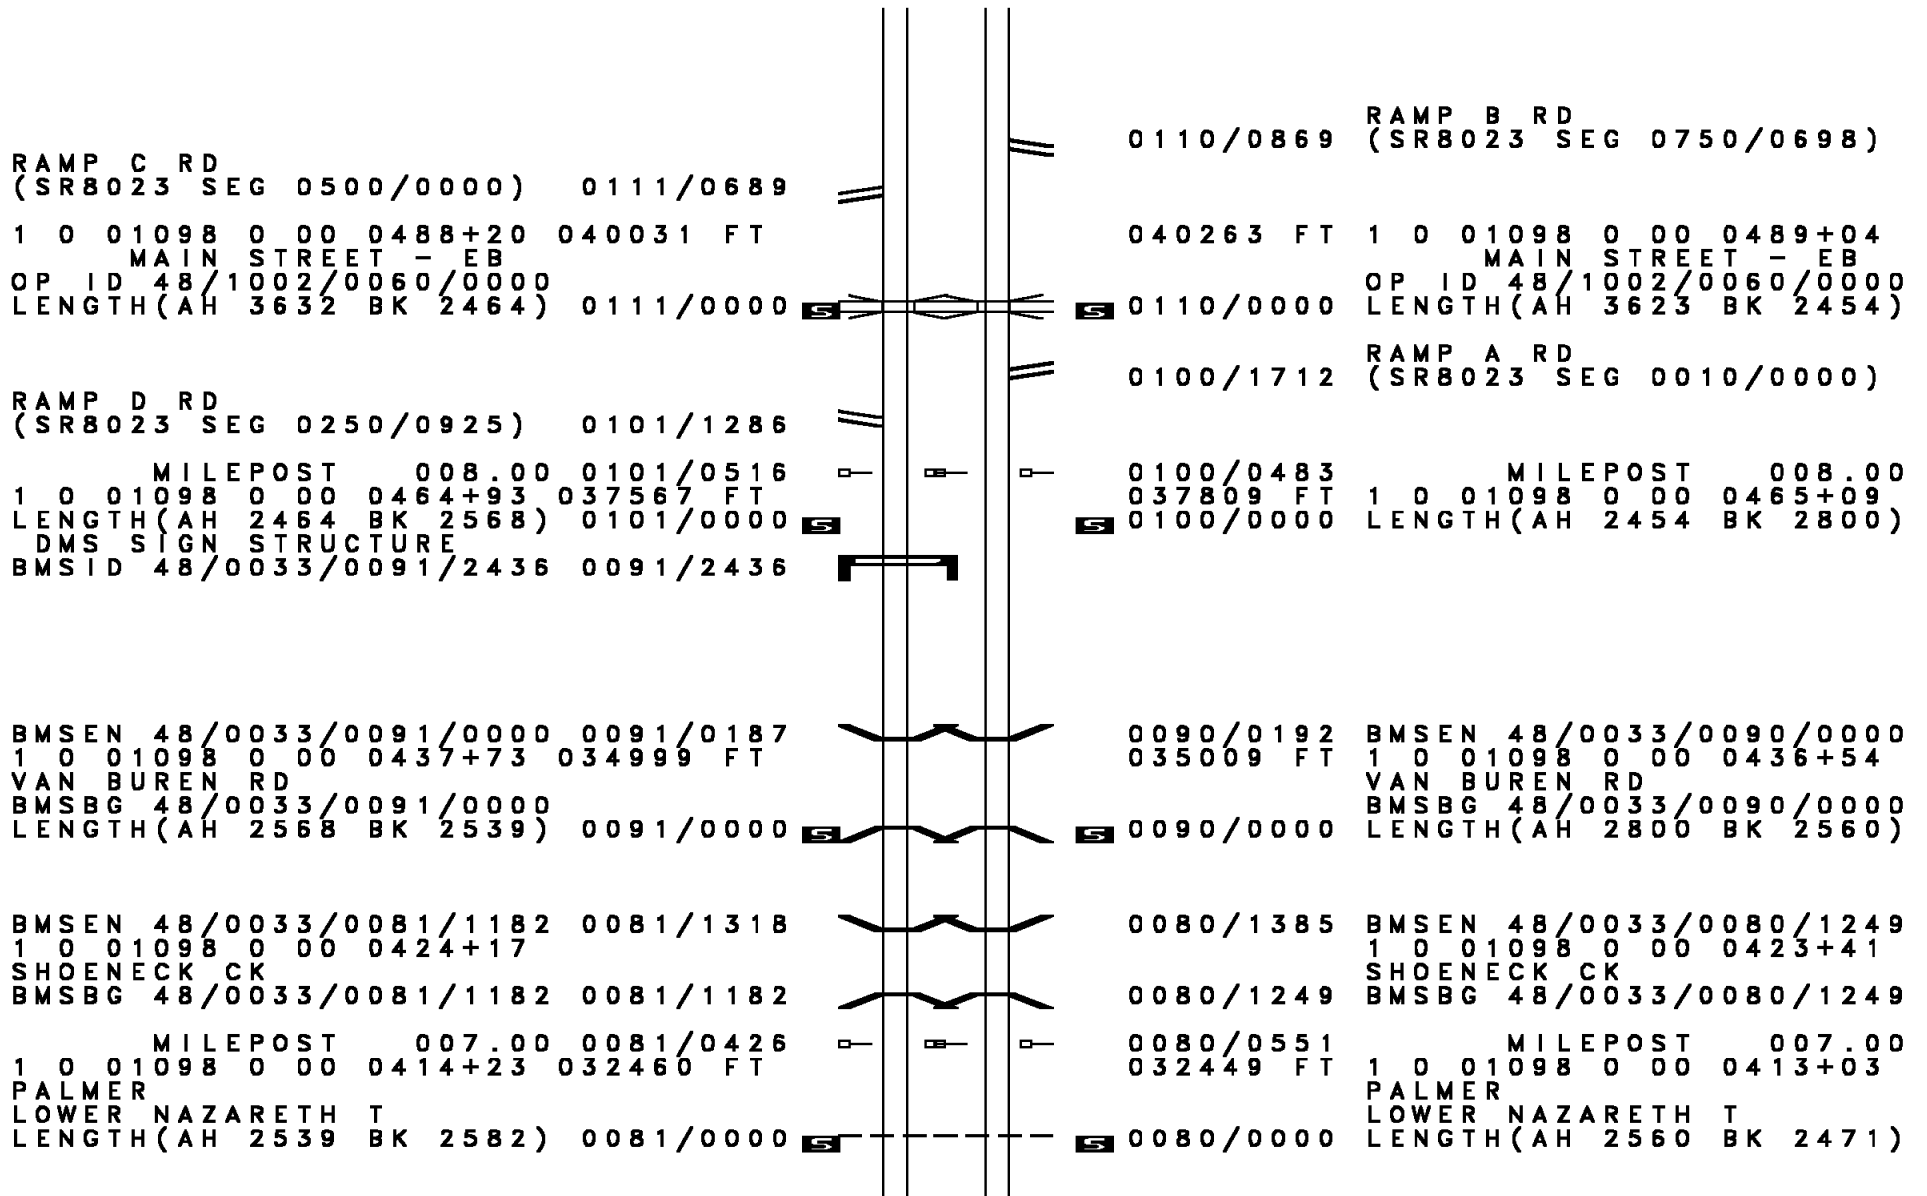 RAMP B RD
0110/0869 (SR8023 SEG 0750/0698)
RAMP C RD
(SR8023 SEG 0500/0000) 0111/0689
1 0 01098 0 00 0488+20 040031 FT
MAIN STREET - EB
OP ID 48/1002/0060/0000
LENGTH(AH 3632 BK 2464) 0111/0000 S
040263 FT 1 0 01098 0 00 0489+04
MAIN STREET - EB
OP ID 48/1002/0060/0000
S 0110/0000 LENGTH(AH 3623 BK 2454)
RAMP A RD
0100/1712 (SR8023 SEG 0010/0000)
RAMP D RD
(SR8023 SEG 0250/0925) 0101/1286
MILEPOST 008.00 0101/0516
1 0 01098 0 00 0464+93 037567 FT
LENGTH(AH 2464 BK 2568) 0101/0000 S
DMS SIGN STRUCTURE
BMSID 48/0033/0091/2436 0091/2436
0100/0483 MILEPOST 008.00
037809 FT 1 0 01098 0 00 0465+09
S 0100/0000 LENGTH(AH 2454 BK 2800)
BMSEN 48/0033/0091/0000 0091/0187
1 0 01098 0 00 0437+73 034999 FT
VAN BUREN RD
BMSBG 48/0033/0091/0000
LENGTH(AH 2568 BK 2539) 0091/0000 S
0090/0192 BMSEN 48/0033/0090/0000
035009 FT 1 0 01098 0 00 0436+54
VAN BUREN RD
BMSBG 48/0033/0090/0000
S 0090/0000 LENGTH(AH 2800 BK 2560)
BMSEN 48/0033/0081/1182 0081/1318
1 0 01098 0 00 0424+17
SHOENECK CK
BMSBG 48/0033/0081/1182 0081/1182
0080/1385 BMSEN 48/0033/0080/1249
1 0 01098 0 00 0423+41
SHOENECK CK
0080/1249 BMSBG 48/0033/0080/1249
MILEPOST 007.00 0081/0426
1 0 01098 0 00 0414+23 032460 FT
PALMER
LOWER NAZARETH T
LENGTH(AH 2539 BK 2582) 0081/0000 S
0080/0551 MILEPOST 007.00
032449 FT 1 0 01098 0 00 0413+03
PALMER
LOWER NAZARETH T
S 0080/0000 LENGTH(AH 2560 BK 2471)